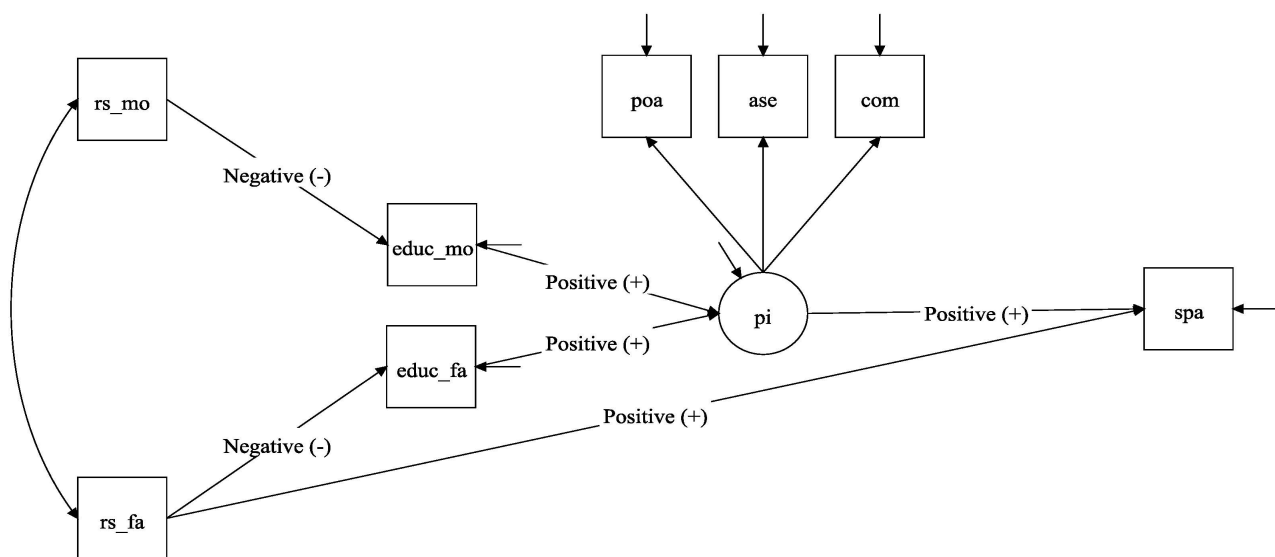 poa
ase
com
rs_mo
Negative (-)
educ_mo
Positive (+)
pi
Positive (+)
spa
Positive (+)
educ_fa
Positive (+)
Negative (-)
rs_fa